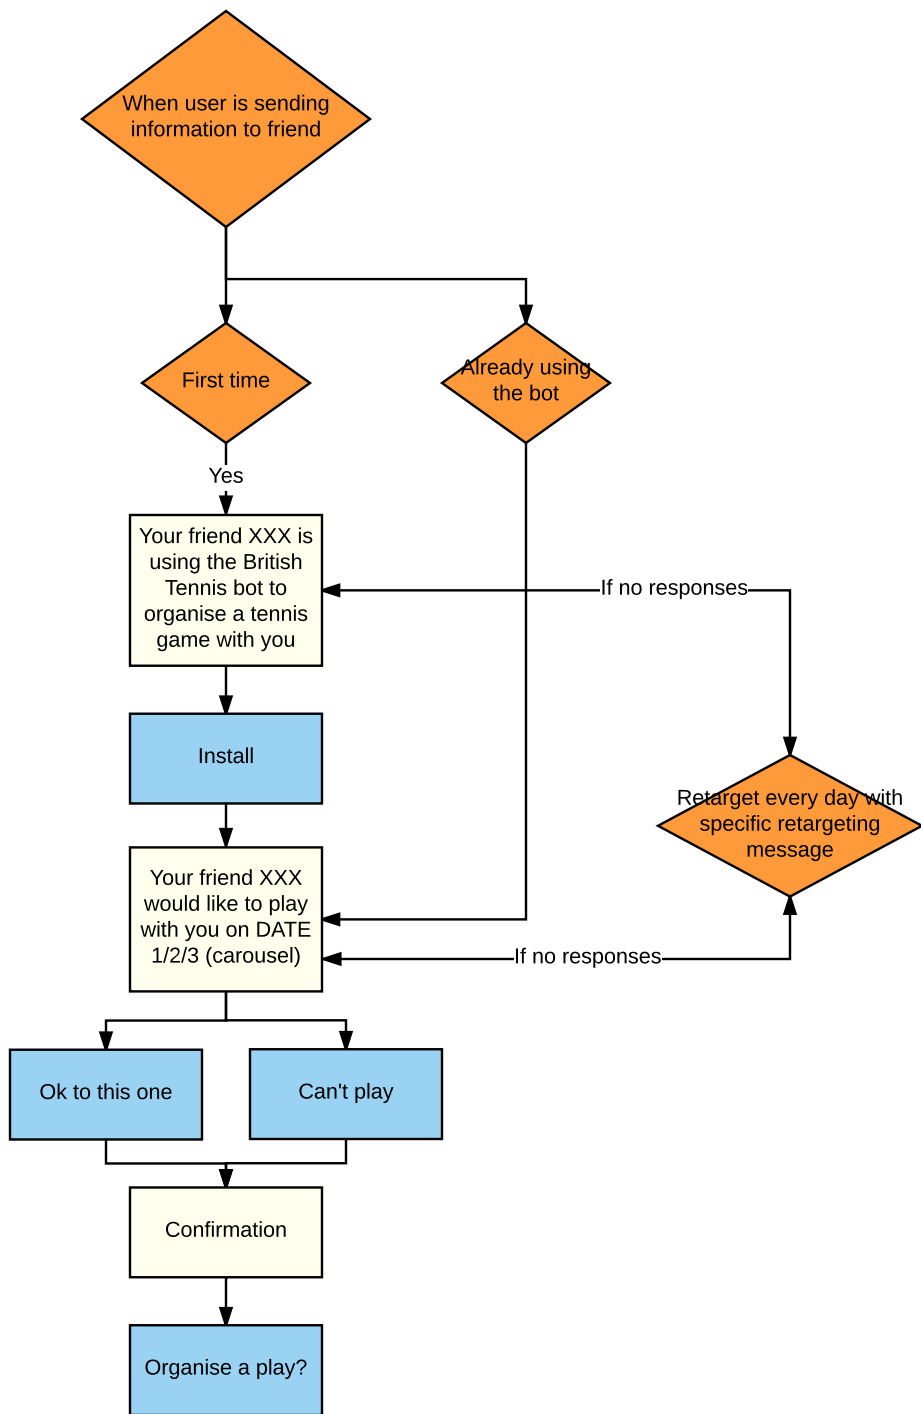 When user is sending
information to friend
First time
Already using
the bot
Yes
Your friend XXX is
using the British
Tennis bot to
organise a tennis
game with you
If no responses
Install
Retarget every day with
specific retargeting
message
Your friend XXX
would like to play
with you on DATE
1/2/3 (carousel)
If no responses
Ok to this one
Can't play
Confirmation
Organise a play?